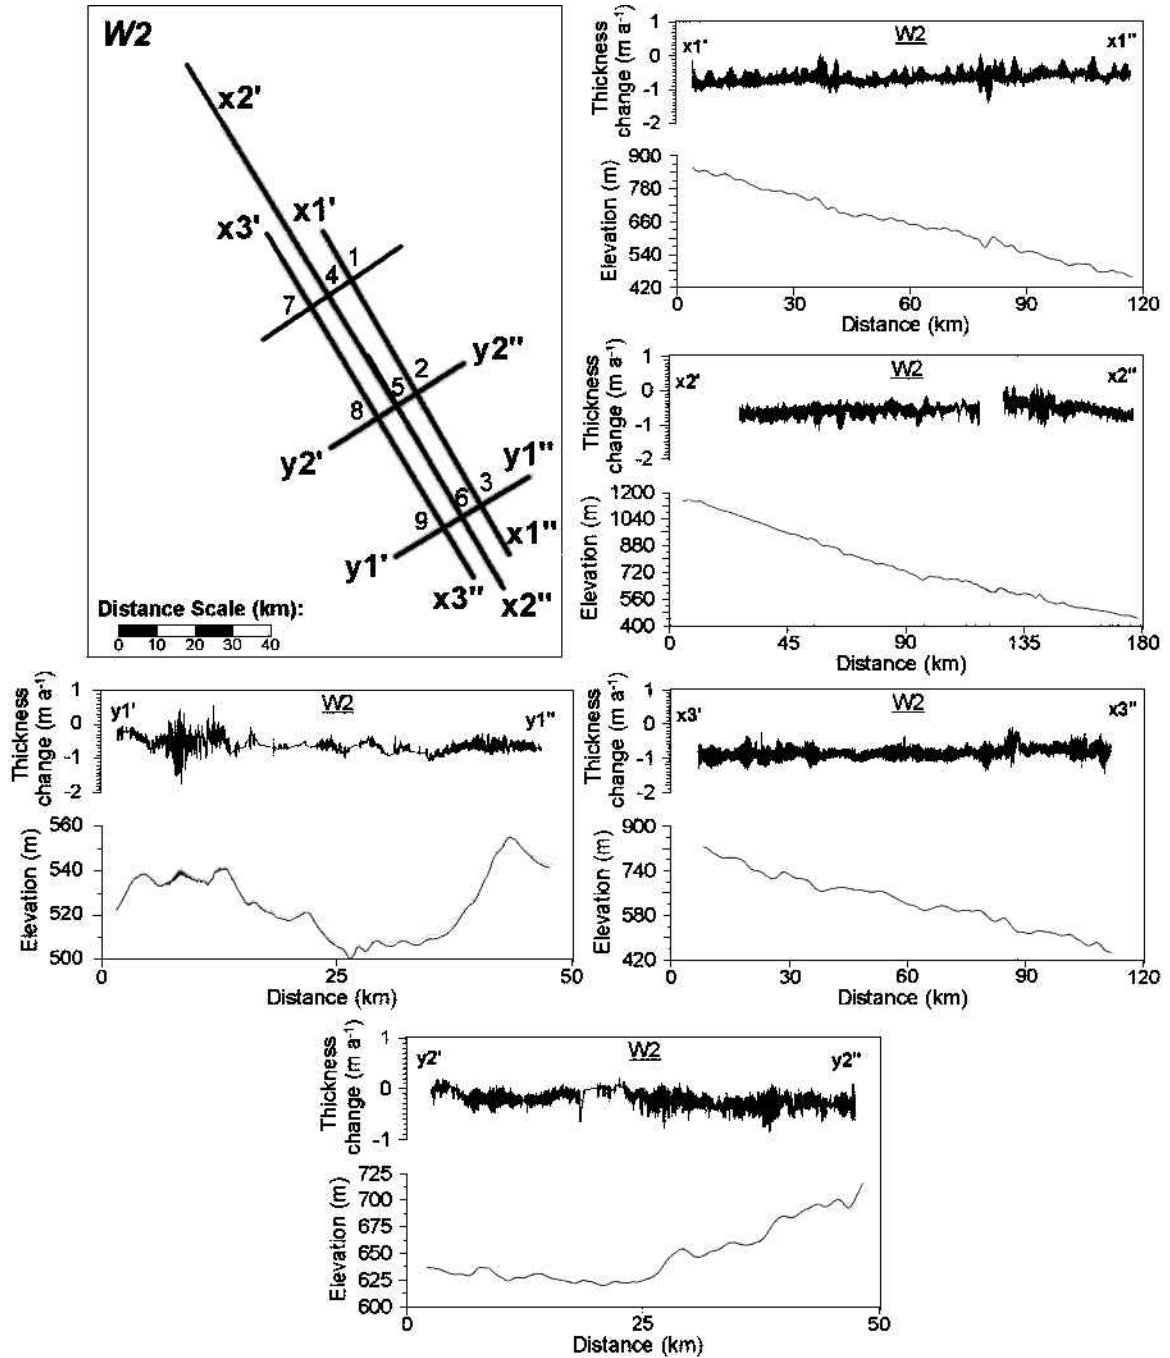 W2
x2'
x3'
x1'
1
4
7
y2''
2
5
8
y2'
y1''
3
6
9
x1''
y1'
x3''
x2''
Distance Scale (km):
0 10 20 30 40
W2
x1'
x1''
Thickness
change (m a⁻¹)
1
0
-1
-2
Elevation (m)
900
780
660
540
420
0 30 60 90 120
Distance (km)
W2
x2'
x2''
Thickness
change (m a⁻¹)
1
0
-1
-2
Elevation (m)
1200
1040
880
720
560
400
0 45 90 135 180
Distance (km)
W2
y1'
y1''
Thickness
change (m a⁻¹)
1
0
-1
-2
Elevation (m)
560
540
520
500
0 25 50
Distance (km)
W2
x3'
x3''
Thickness
change (m a⁻¹)
1
0
-1
-2
Elevation (m)
900
740
580
420
0 30 60 90 120
Distance (km)
W2
y2'
y2''
Thickness
change (m a⁻¹)
1
0
-1
Elevation (m)
725
700
675
650
625
600
0 25 50
Distance (km)